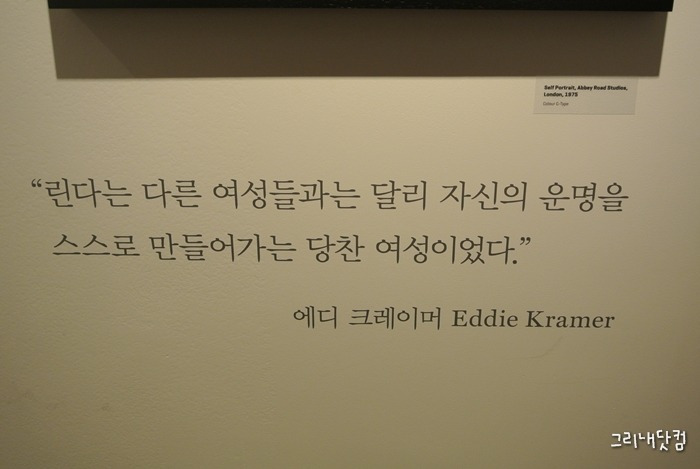 Self Portrait, Abbey Road Studios,
London, 1975
Colour C-Type
“린다는 다른 여성들과는 달리 자신의 운명을
스스로 만들어가는 당찬 여성이었다.”
에디 크레이머 Eddie Kramer
그리내닷컴